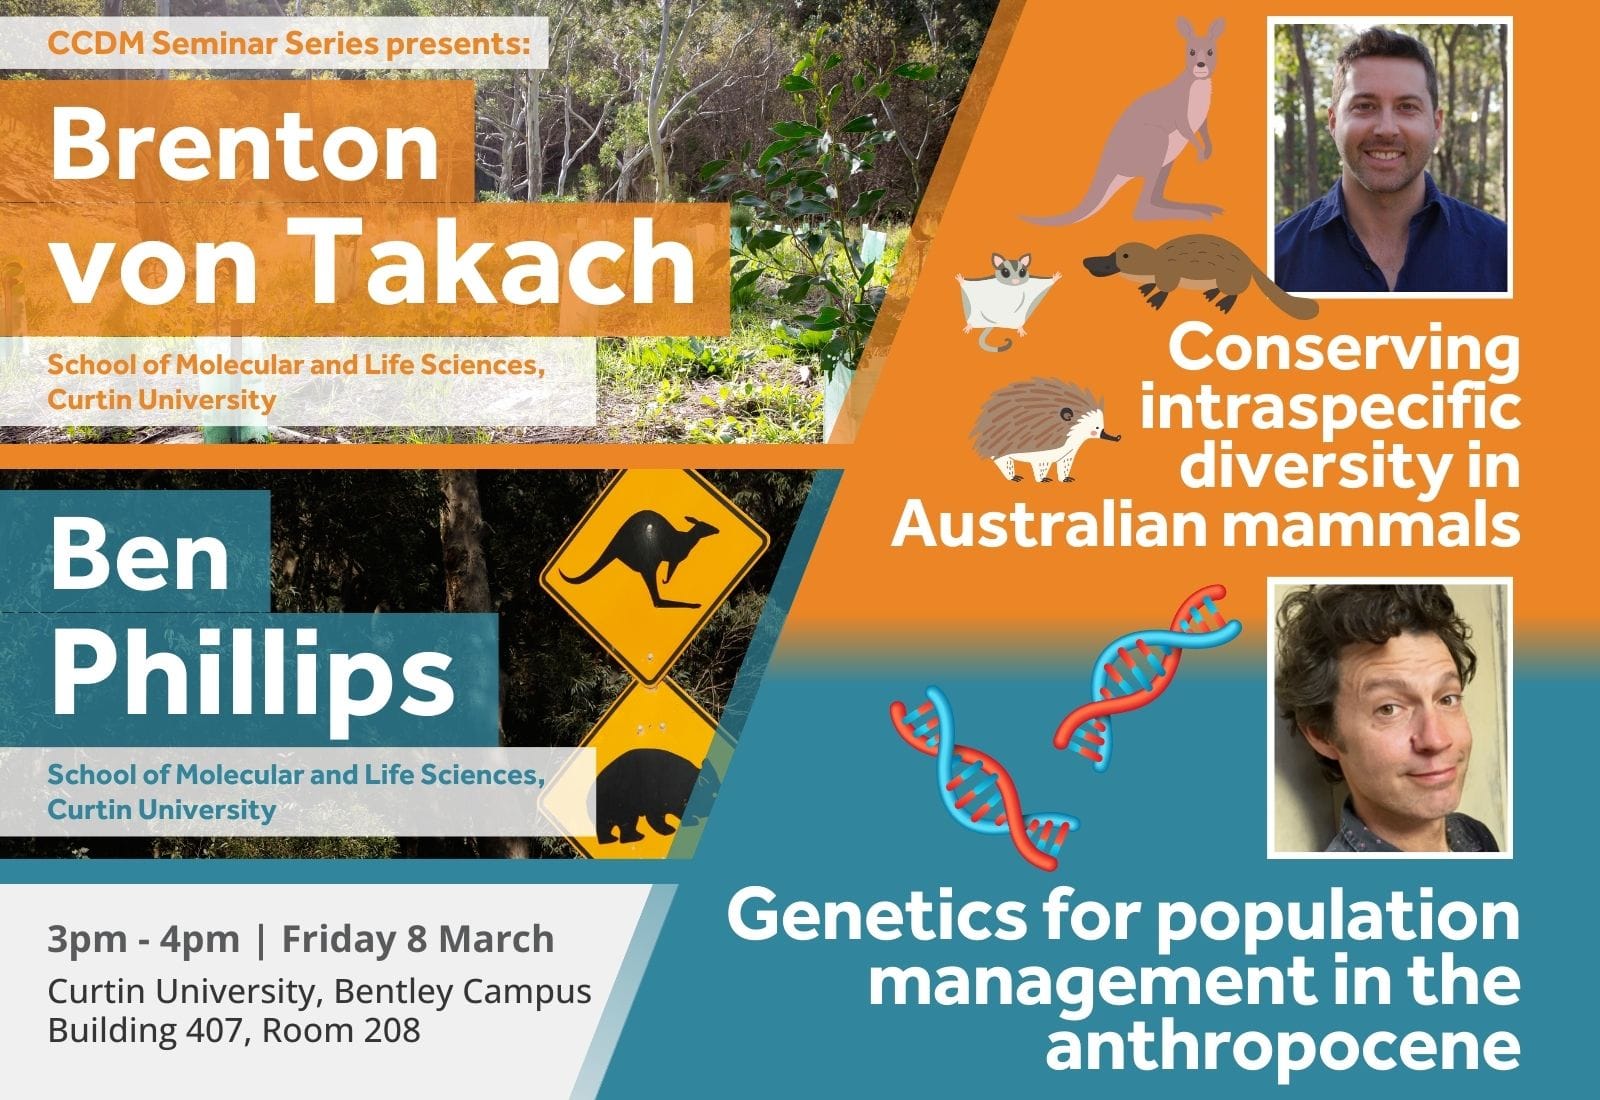 CCDM Seminar Series presents:
Brenton
von Takach
School of Molecular and Life Sciences,
Curtin University
Conserving
intraspecific
diversity in
Australian mammals
Ben
Phillips
School of Molecular and Life Sciences,
Curtin University
Genetics for population
management in the
anthropocene
3pm - 4pm | Friday 8 March
Curtin University, Bentley Campus
Building 407, Room 208